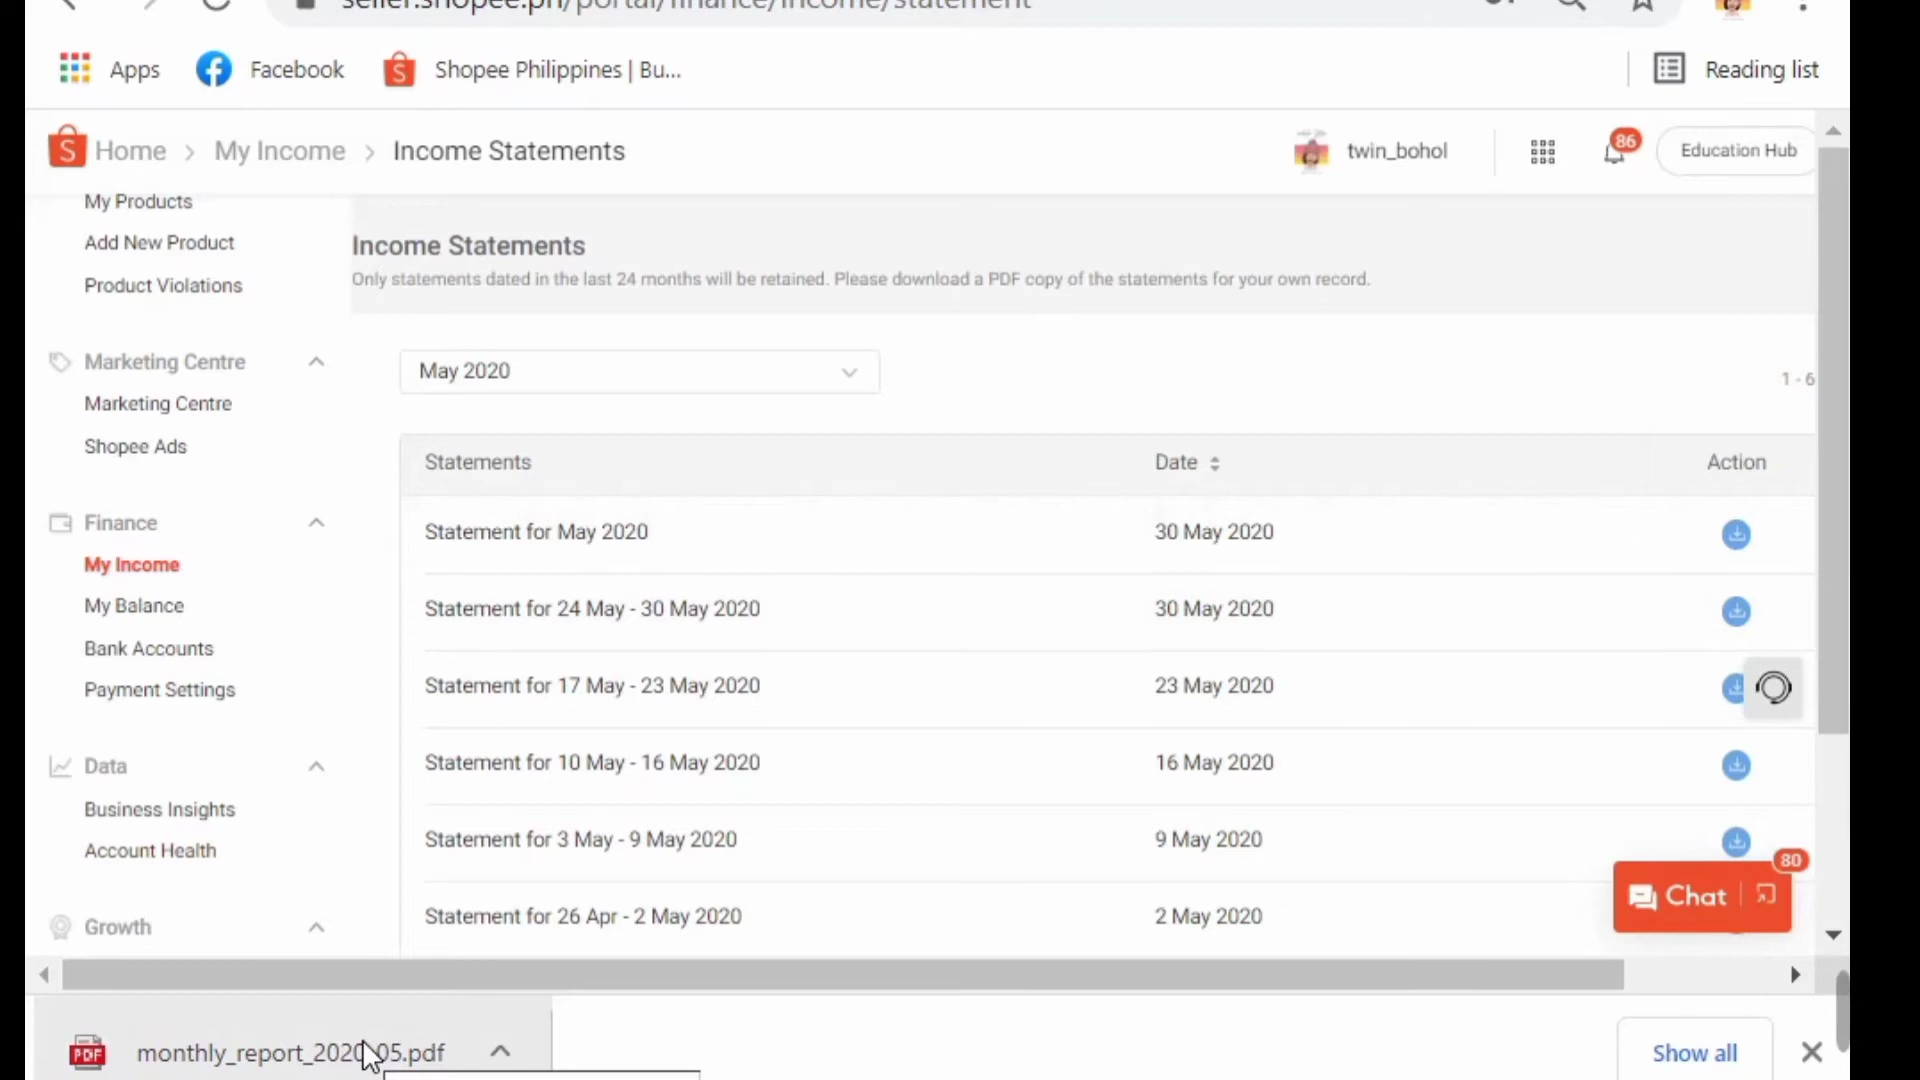 seller.shopee.ph/portal/finance/income/statement
Apps
Facebook
Shopee Philippines | Bu...
Reading list
Home > My Income > Income Statements
twin_bohol
86
Education Hub
My Products
Add New Product
Product Violations
Marketing Centre
Marketing Centre
Shopee Ads
Finance
My Income
My Balance
Bank Accounts
Payment Settings
Data
Business Insights
Account Health
Growth
Income Statements
Only statements dated in the last 24 months will be retained. Please download a PDF copy of the statements for your own record.
May 2020
1 - 6
Statements Date Action
Statement for May 2020 30 May 2020
Statement for 24 May - 30 May 2020 30 May 2020
Statement for 17 May - 23 May 2020 23 May 2020
Statement for 10 May - 16 May 2020 16 May 2020
Statement for 3 May - 9 May 2020 9 May 2020
Statement for 26 Apr - 2 May 2020 2 May 2020
80
Chat
PDF
monthly_report_2020_05.pdf
Show all